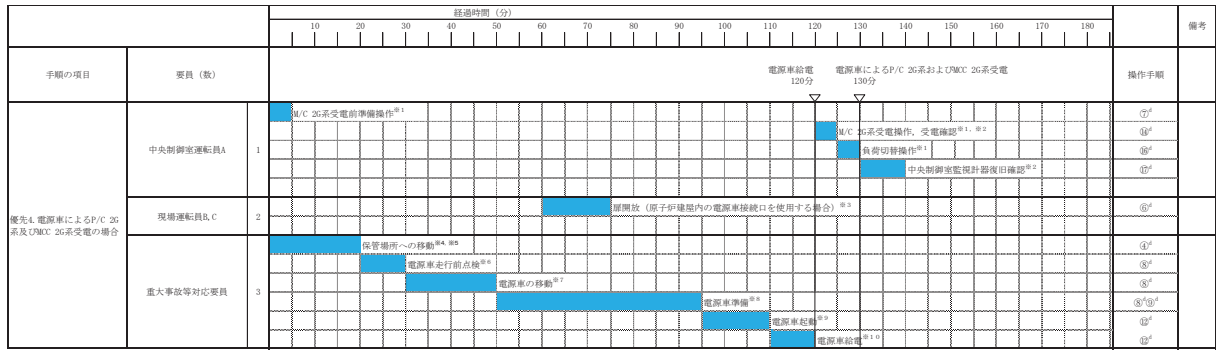 経過時間（分）
10 20 30 40 50 60 70 80 90 100 110 120 130 140 150 160 170 180
備考
手順の項目
要員（数）
電源車給電
120分
電源車によるP/C 2G系およびMCC 2G系受電
130分
操作手順
優先4.電源車によるP/C 2G
系及びMCC 2G系受電の場合
中央制御室運転員A
1
M/C 2G系受電前準備操作※1
⑦d
M/C 2G系受電操作，受電確認※1，※2
⑭d
負荷切替操作※1
⑯d
中央制御室監視計器復旧確認※2
⑰d
現場運転員B,C
2
扉開放（原子炉建屋内の電源車接続口を使用する場合）※3
⑥d
重大事故等対応要員
3
保管場所への移動※4，※5
④d
電源車走行前点検※6
⑧d
電源車の移動※7
⑧d
電源車準備※8
⑧d⑨d
電源車起動※9
⑫d
電源車給電※10
⑫d